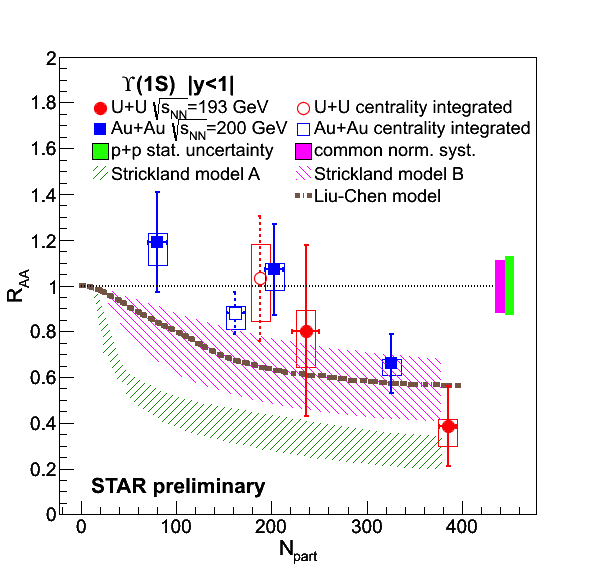 ϒ(1S) |y<1|
U+U √sNN=193 GeV
U+U centrality integrated
Au+Au √sNN=200 GeV
Au+Au centrality integrated
p+p stat. uncertainty
common norm. syst.
Strickland model A
Strickland model B
Liu-Chen model
STAR preliminary
RAA
2
1.8
1.6
1.4
1.2
1
0.8
0.6
0.4
0.2
0
0 100 200 300 400
Npart